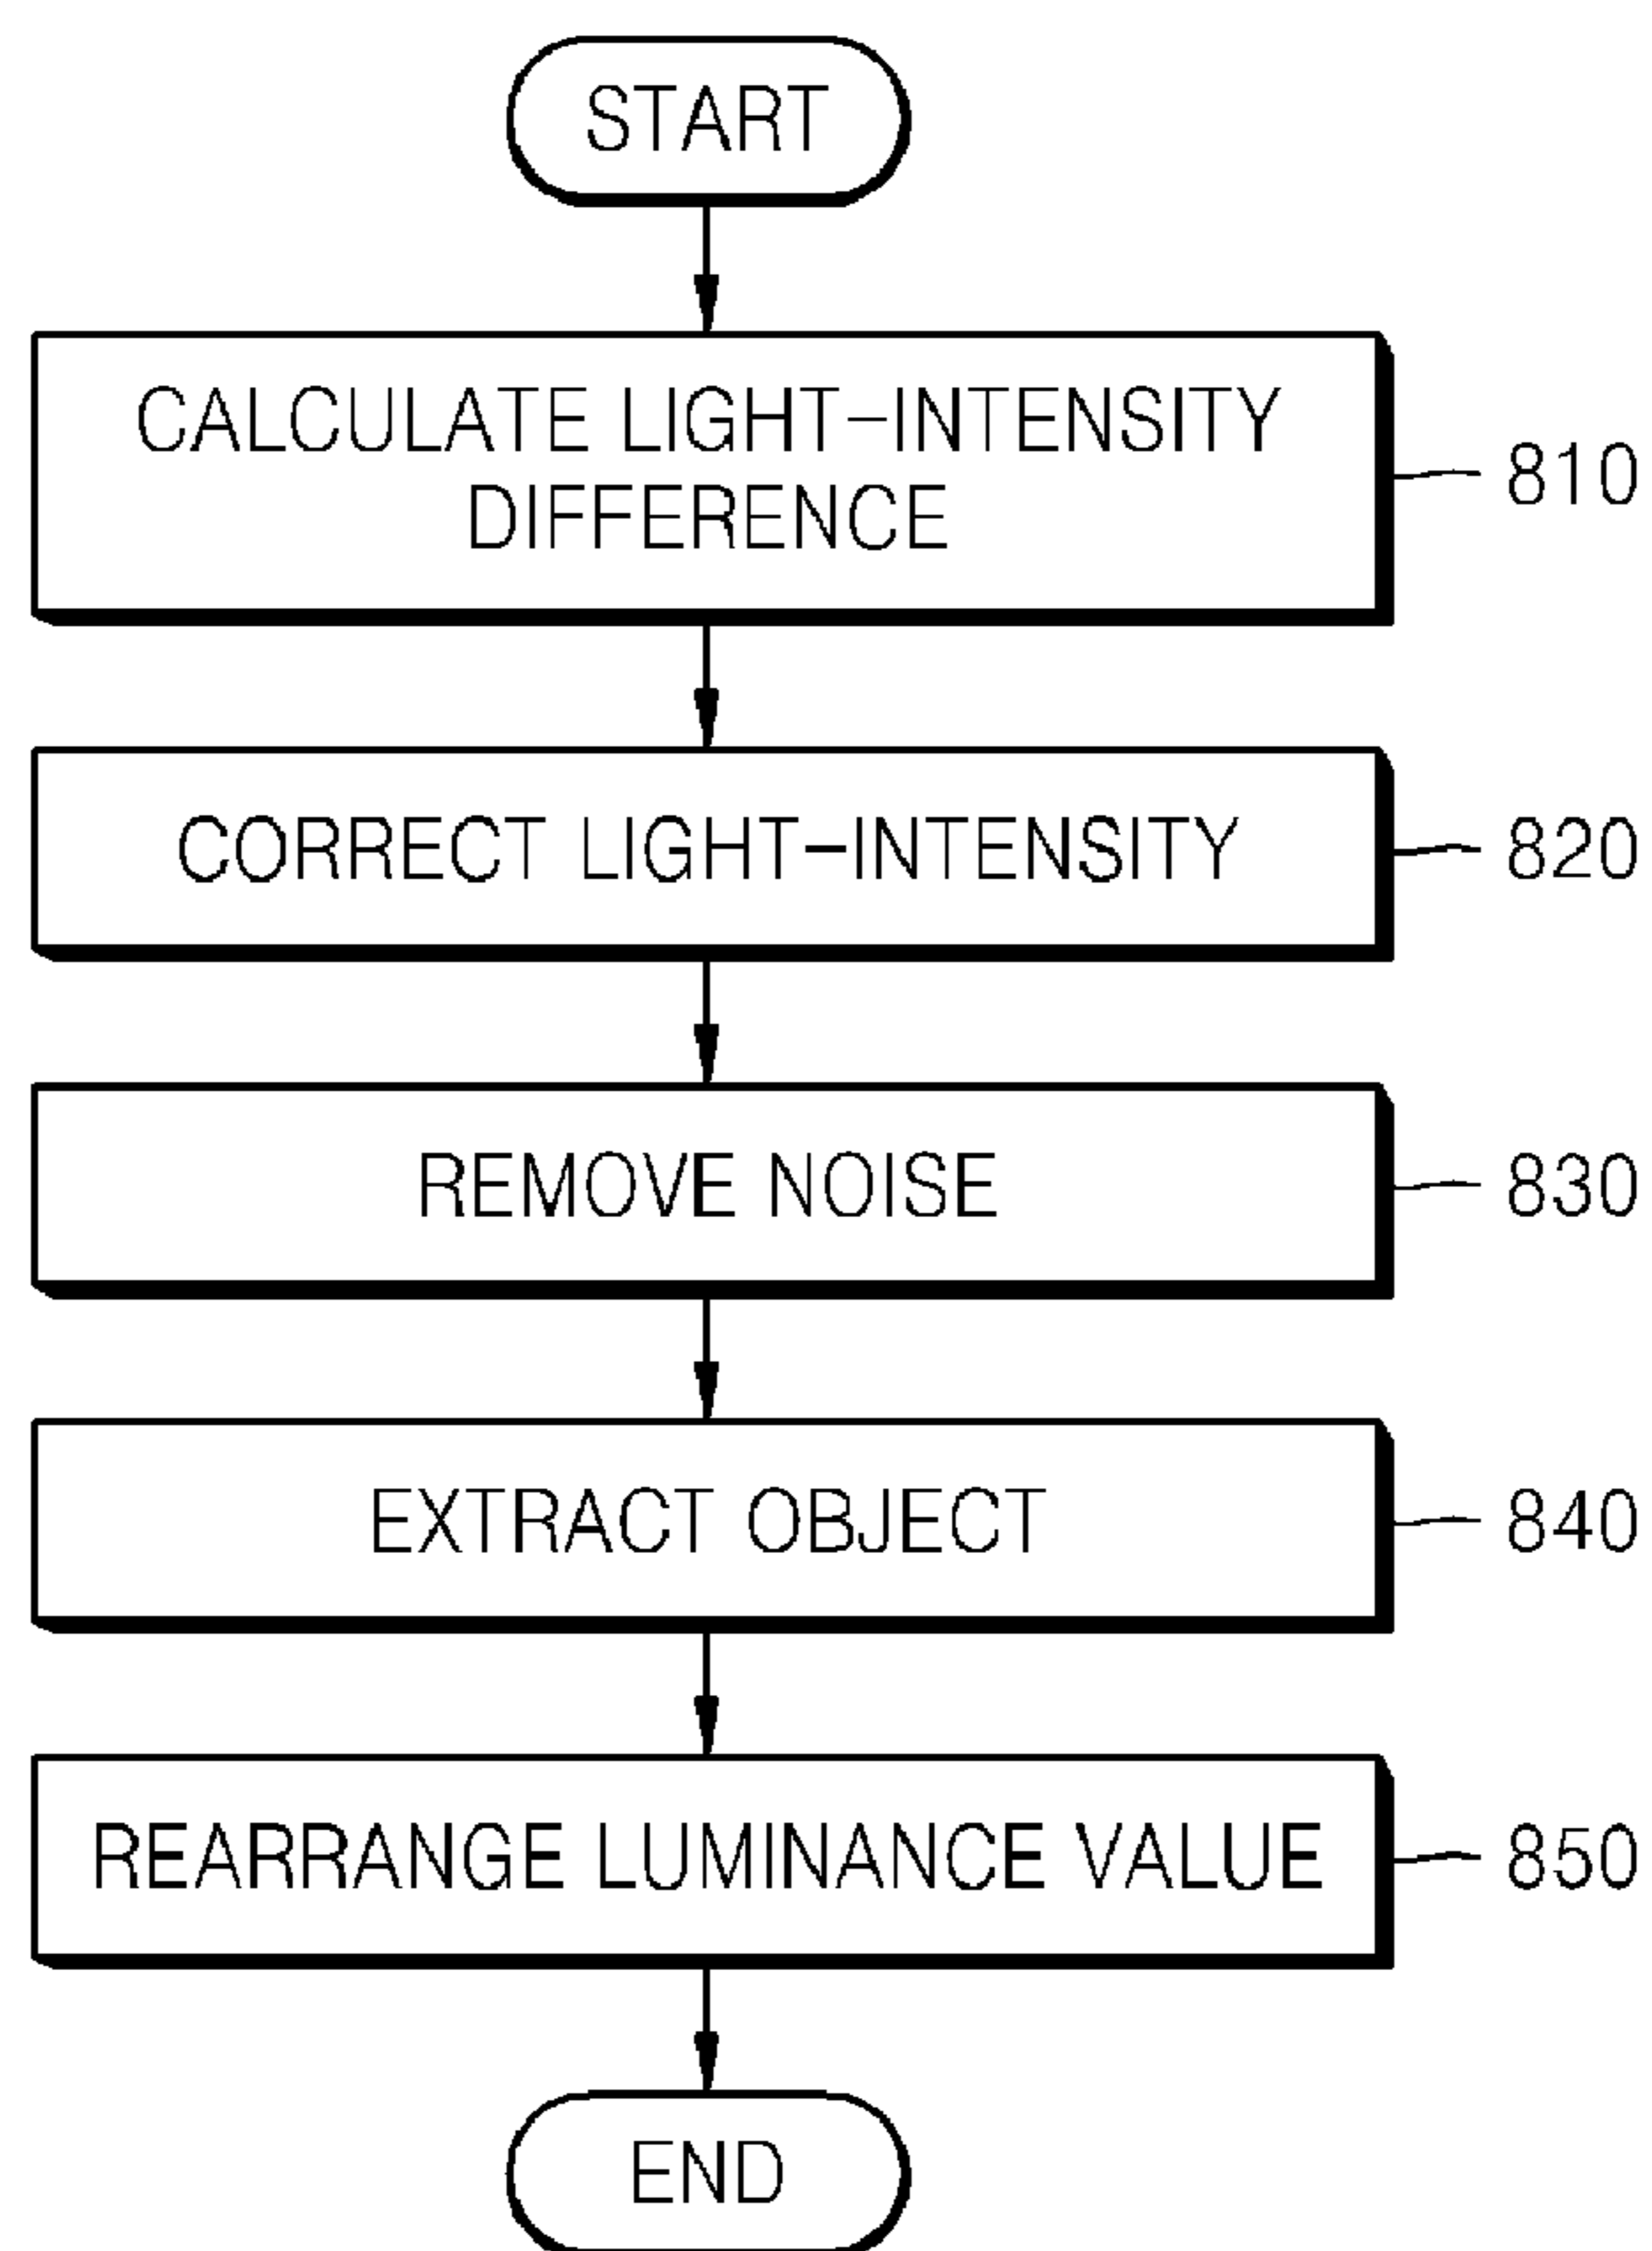 START
CALCULATE LIGHT-INTENSITY
DIFFERENCE
810
CORRECT LIGHT-INTENSITY
820
REMOVE NOISE
830
EXTRACT OBJECT
840
REARRANGE LUMINANCE VALUE
850
END